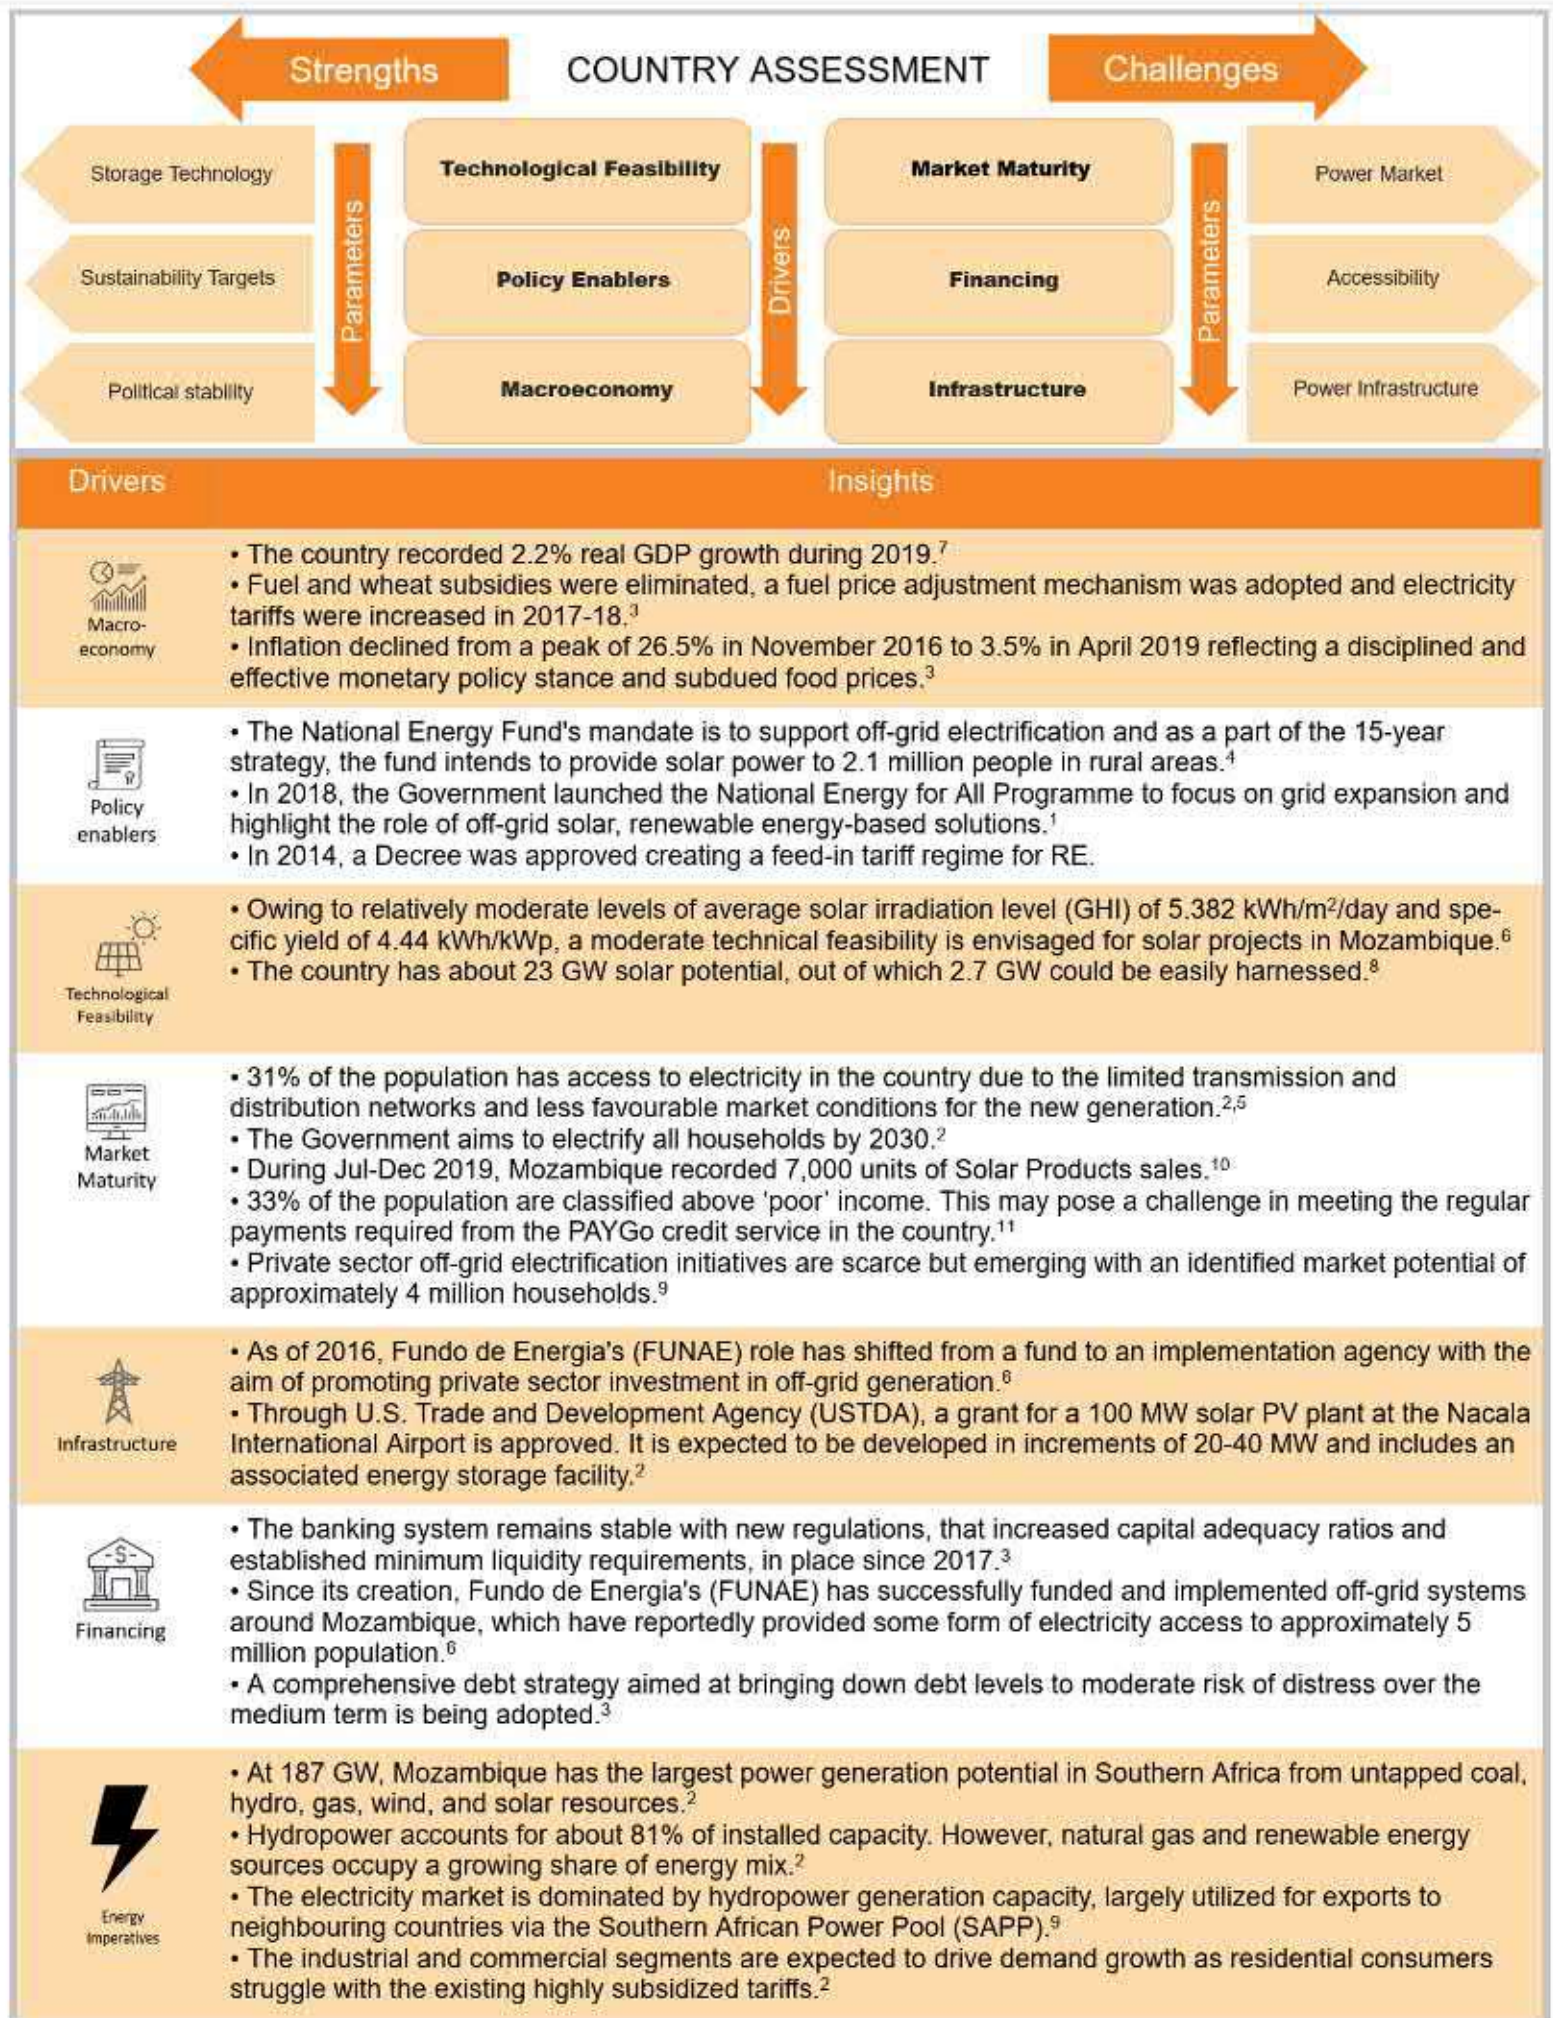 Strengths
COUNTRY ASSESSMENT
Challenges
Storage Technology
Parameters
Technological Feasibility
Drivers
Market Maturity
Parameters
Power Market
Sustainability Targets
Policy Enablers
Financing
Accessibility
Political stability
Macroeconomy
Infrastructure
Power Infrastructure
Drivers
Insights
Macro-
economy
• The country recorded 2.2% real GDP growth during 2019.⁷
• Fuel and wheat subsidies were eliminated, a fuel price adjustment mechanism was adopted and electricity
tariffs were increased in 2017-18.³
• Inflation declined from a peak of 26.5% in November 2016 to 3.5% in April 2019 reflecting a disciplined and
effective monetary policy stance and subdued food prices.³
Policy
enablers
• The National Energy Fund's mandate is to support off-grid electrification and as a part of the 15-year
strategy, the fund intends to provide solar power to 2.1 million people in rural areas.⁴
• In 2018, the Government launched the National Energy for All Programme to focus on grid expansion and
highlight the role of off-grid solar, renewable energy-based solutions.¹
• In 2014, a Decree was approved creating a feed-in tariff regime for RE.
Technological
Feasibility
• Owing to relatively moderate levels of average solar irradiation level (GHI) of 5.382 kWh/m²/day and spe-
cific yield of 4.44 kWh/kWp, a moderate technical feasibility is envisaged for solar projects in Mozambique.⁶
• The country has about 23 GW solar potential, out of which 2.7 GW could be easily harnessed.⁸
Market
Maturity
• 31% of the population has access to electricity in the country due to the limited transmission and
distribution networks and less favourable market conditions for the new generation.²,⁵
• The Government aims to electrify all households by 2030.²
• During Jul-Dec 2019, Mozambique recorded 7,000 units of Solar Products sales.¹⁰
• 33% of the population are classified above 'poor' income. This may pose a challenge in meeting the regular
payments required from the PAYGo credit service in the country.¹¹
• Private sector off-grid electrification initiatives are scarce but emerging with an identified market potential of
approximately 4 million households.⁹
Infrastructure
• As of 2016, Fundo de Energia's (FUNAE) role has shifted from a fund to an implementation agency with the
aim of promoting private sector investment in off-grid generation.⁶
• Through U.S. Trade and Development Agency (USTDA), a grant for a 100 MW solar PV plant at the Nacala
International Airport is approved. It is expected to be developed in increments of 20-40 MW and includes an
associated energy storage facility.²
-$-
Financing
• The banking system remains stable with new regulations, that increased capital adequacy ratios and
established minimum liquidity requirements, in place since 2017.³
• Since its creation, Fundo de Energia's (FUNAE) has successfully funded and implemented off-grid systems
around Mozambique, which have reportedly provided some form of electricity access to approximately 5
million population.⁶
• A comprehensive debt strategy aimed at bringing down debt levels to moderate risk of distress over the
medium term is being adopted.³
Energy
Imperatives
• At 187 GW, Mozambique has the largest power generation potential in Southern Africa from untapped coal,
hydro, gas, wind, and solar resources.²
• Hydropower accounts for about 81% of installed capacity. However, natural gas and renewable energy
sources occupy a growing share of energy mix.²
• The electricity market is dominated by hydropower generation capacity, largely utilized for exports to
neighbouring countries via the Southern African Power Pool (SAPP).⁹
• The industrial and commercial segments are expected to drive demand growth as residential consumers
struggle with the existing highly subsidized tariffs.²